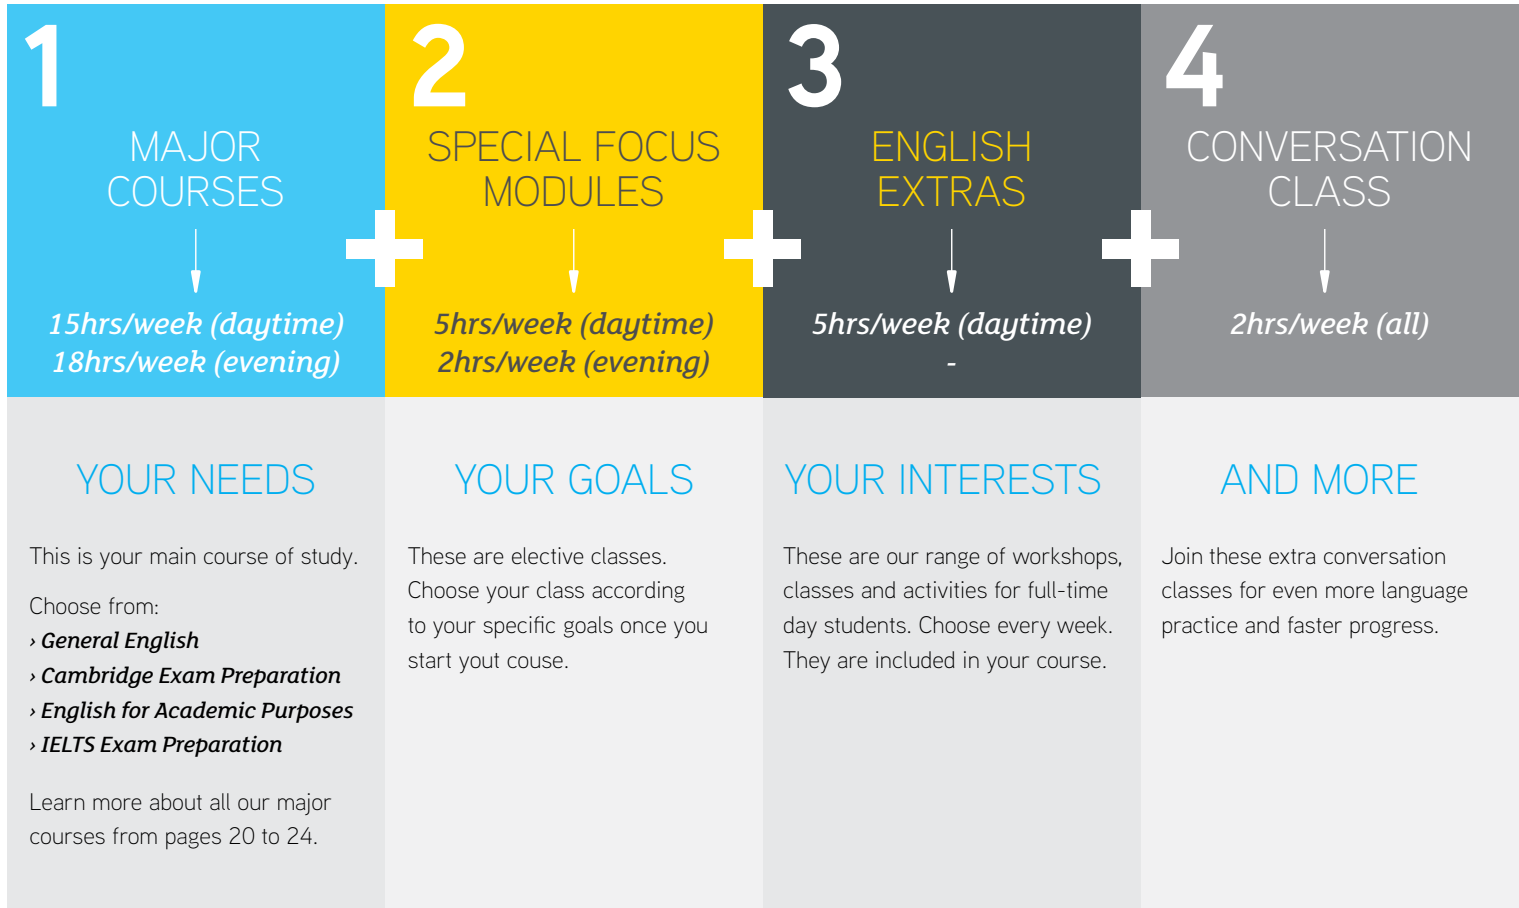 1
MAJOR
COURSES
15hrs/week (daytime)
18hrs/week (evening)
YOUR NEEDS
This is your main course of study.
Choose from:
› General English
› Cambridge Exam Preparation
› English for Academic Purposes
› IELTS Exam Preparation
Learn more about all our major
courses from pages 20 to 24.
+
2
SPECIAL FOCUS
MODULES
5hrs/week (daytime)
2hrs/week (evening)
YOUR GOALS
These are elective classes.
Choose your class according
to your specific goals once you
start yout couse.
+
3
ENGLISH
EXTRAS
5hrs/week (daytime)
-
YOUR INTERESTS
These are our range of workshops,
classes and activities for full-time
day students. Choose every week.
They are included in your course.
+
4
CONVERSATION
CLASS
2hrs/week (all)
AND MORE
Join these extra conversation
classes for even more language
practice and faster progress.